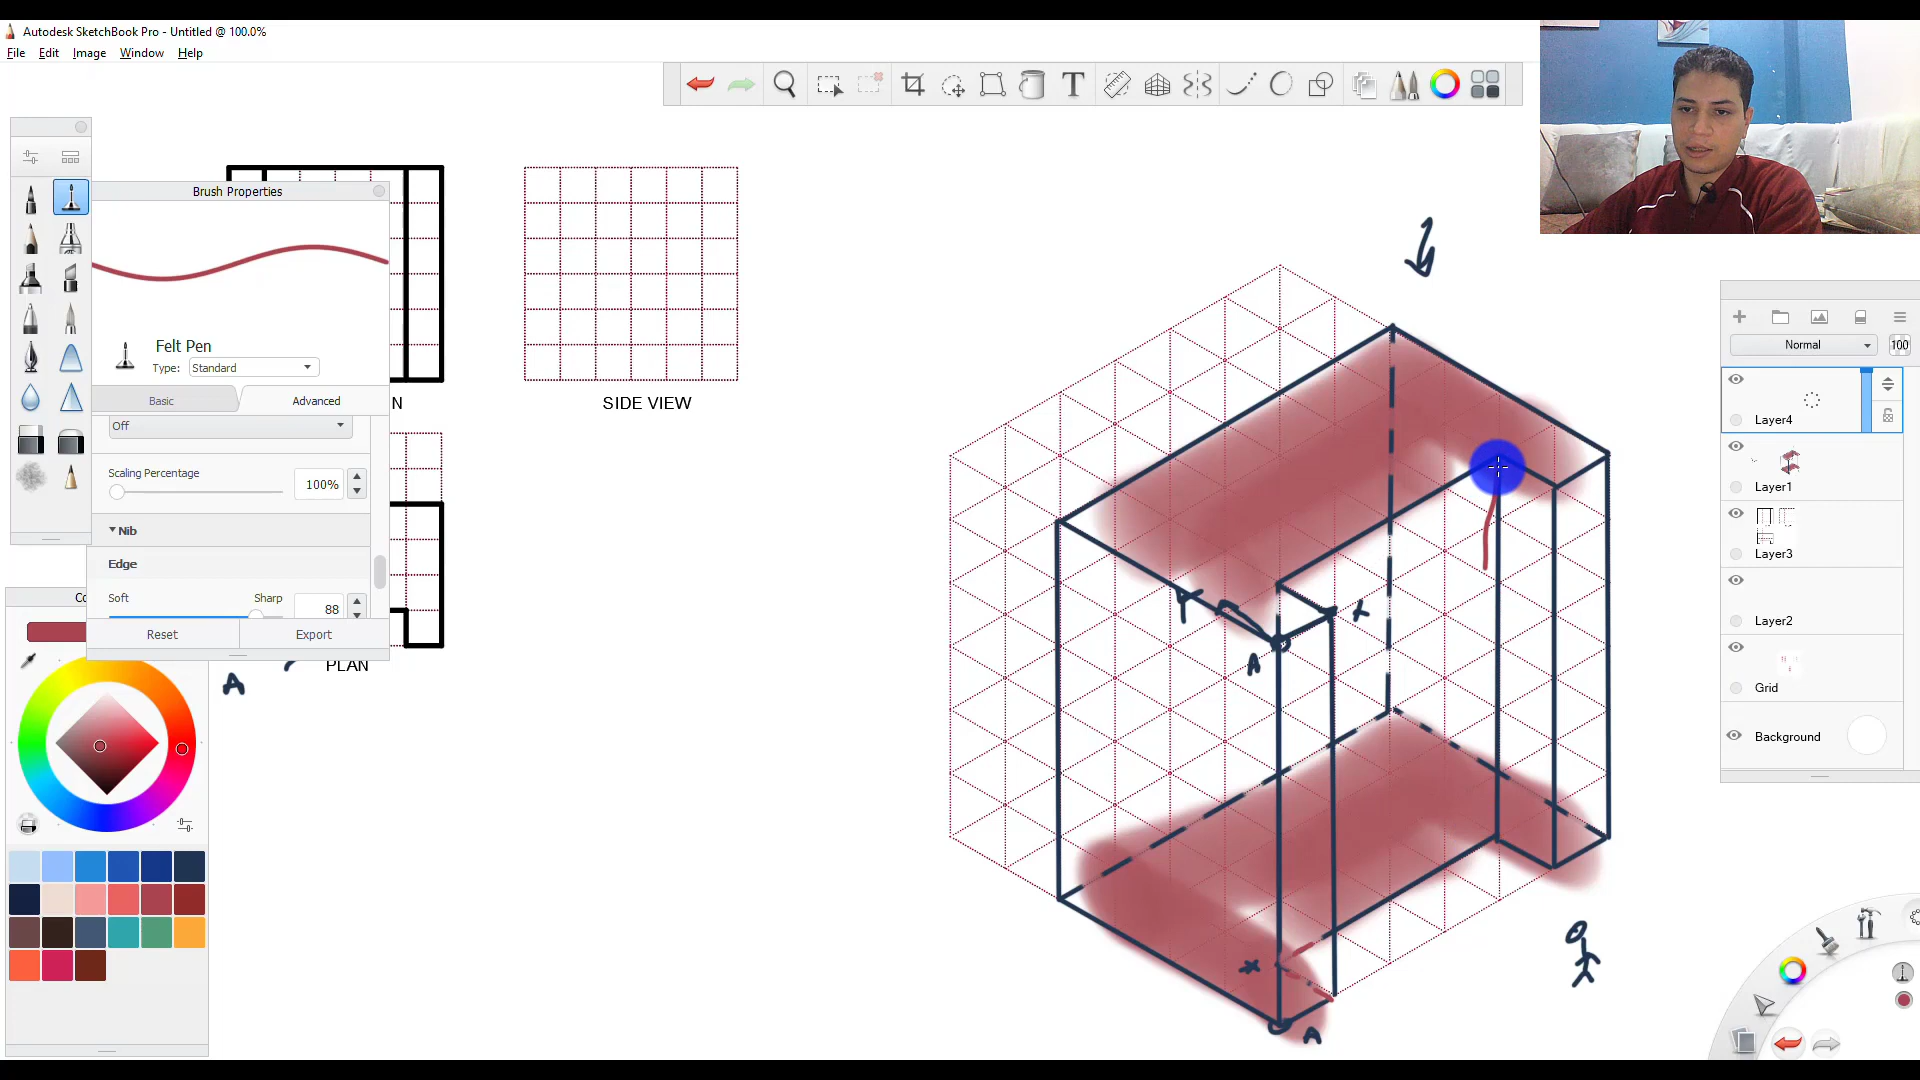 Autodesk SketchBook Pro - Untitled @ 100.0%
File Edit Image Window Help
Brush Properties
Felt Pen
Type: Standard
Basic Advanced
Off
Scaling Percentage
100%
Nib
Edge
Soft Sharp
88
Reset Export
Co
N
SIDE VIEW
PLAN
A
A
A
Normal 100
Layer4
Layer1
Layer3
Layer2
Grid
Background